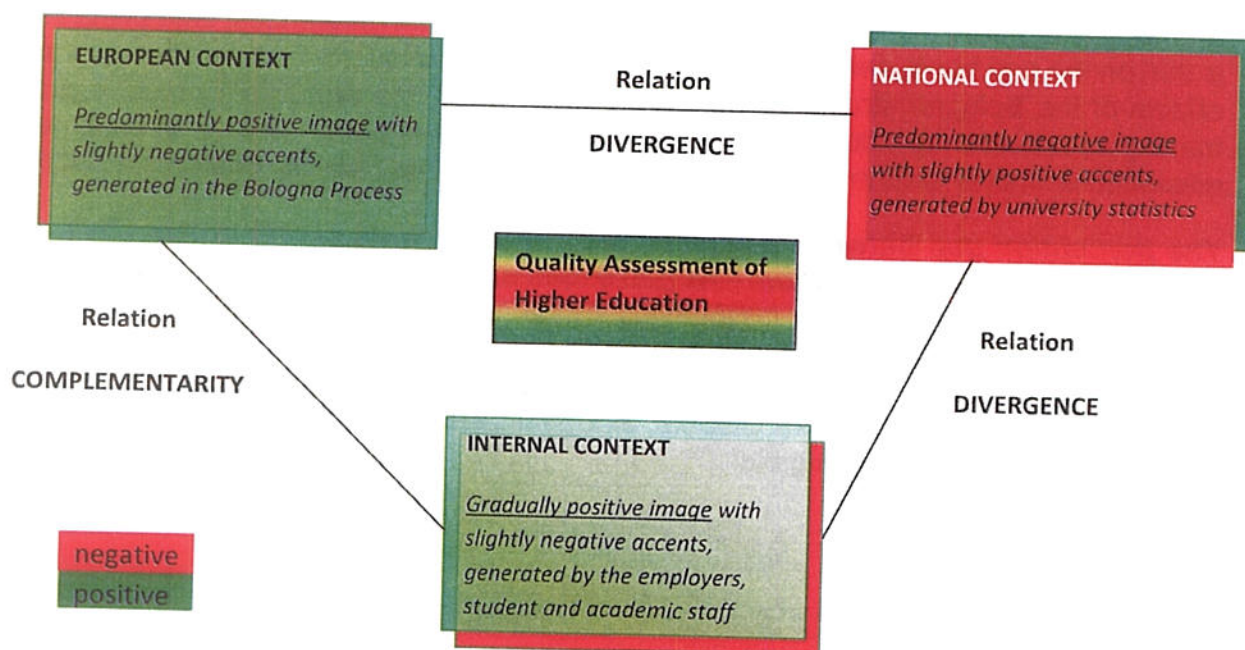 EUROPEAN CONTEXT
Predominantly positive image with
slightly negative accents,
generated in the Bologna Process
Relation
DIVERGENCE
NATIONAL CONTEXT
Predominantly negative image
with slightly positive accents,
generated by university statistics
Quality Assessment of
Higher Education
Relation
COMPLEMENTARITY
Relation
DIVERGENCE
INTERNAL CONTEXT
Gradually positive image with
slightly negative accents,
generated by the employers,
student and academic staff
negative
positive